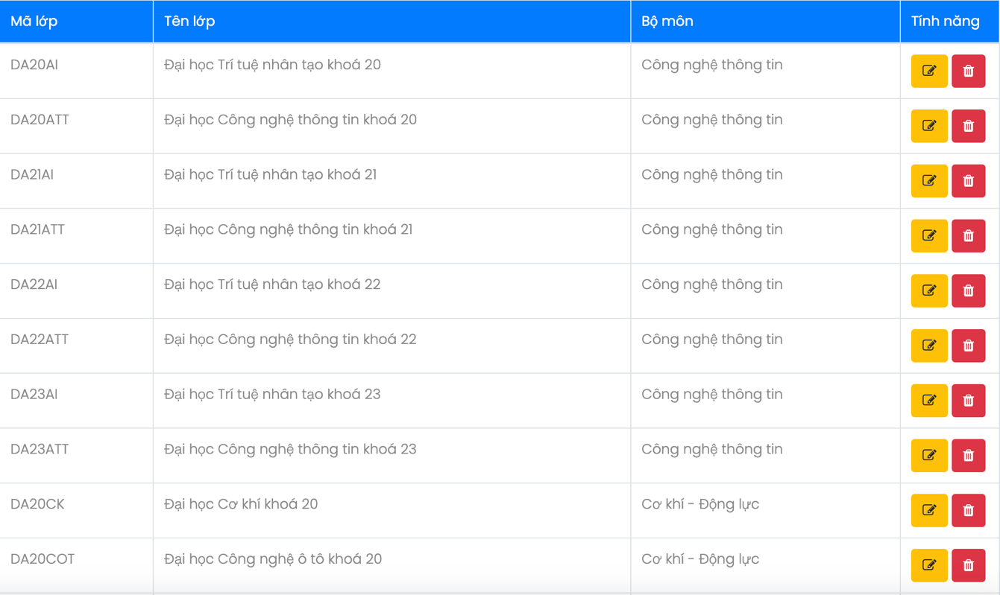 Mã lớp Tên lớp Bộ môn Tính năng
DA20AI Đại học Trí tuệ nhân tạo khoá 20 Công nghệ thông tin
DA20ATT Đại học Công nghệ thông tin khoá 20 Công nghệ thông tin
DA21AI Đại học Trí tuệ nhân tạo khoá 21 Công nghệ thông tin
DA21ATT Đại học Công nghệ thông tin khoá 21 Công nghệ thông tin
DA22AI Đại học Trí tuệ nhân tạo khoá 22 Công nghệ thông tin
DA22ATT Đại học Công nghệ thông tin khoá 22 Công nghệ thông tin
DA23AI Đại học Trí tuệ nhân tạo khoá 23 Công nghệ thông tin
DA23ATT Đại học Công nghệ thông tin khoá 23 Công nghệ thông tin
DA20CK Đại học Cơ khí khoá 20 Cơ khí - Động lực
DA20COT Đại học Công nghệ ô tô khoá 20 Cơ khí - Động lực